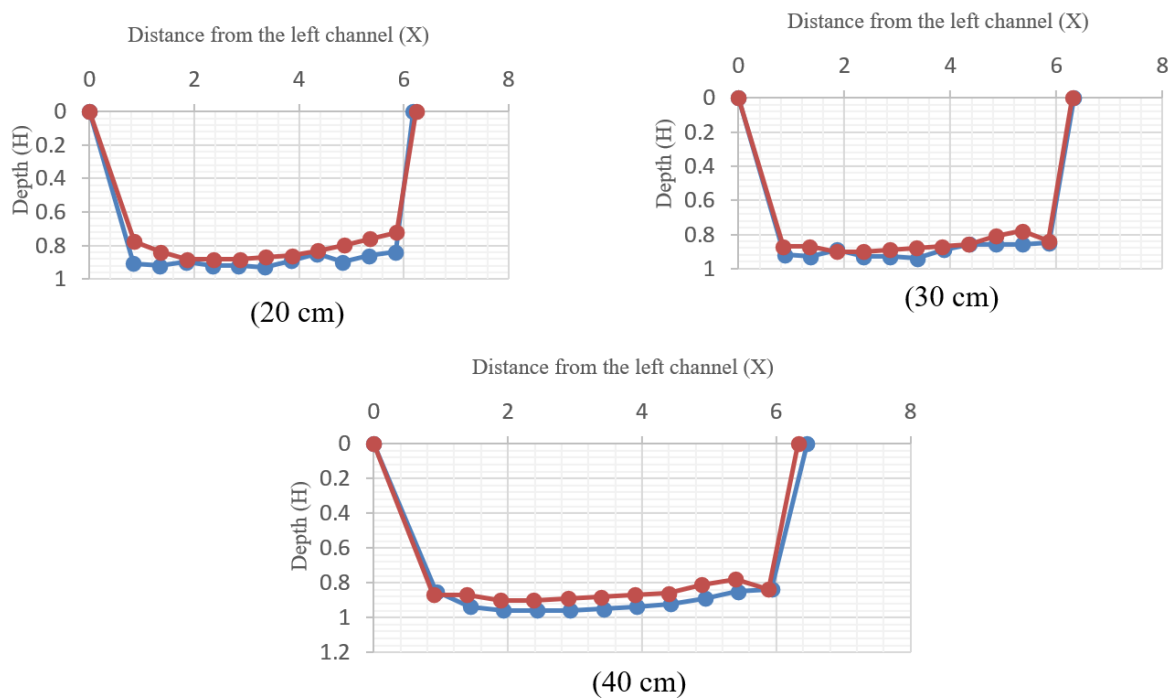 Distance from the left channel (X)
0 2 4 6 8
Depth (H)
0
0.2
0.4
0.6
0.8
1
(20 cm)
Distance from the left channel (X)
0 2 4 6 8
Depth (H)
0
0.2
0.4
0.6
0.8
1
(30 cm)
Distance from the left channel (X)
0 2 4 6 8
Depth (H)
0
0.2
0.4
0.6
0.8
1
1.2
(40 cm)